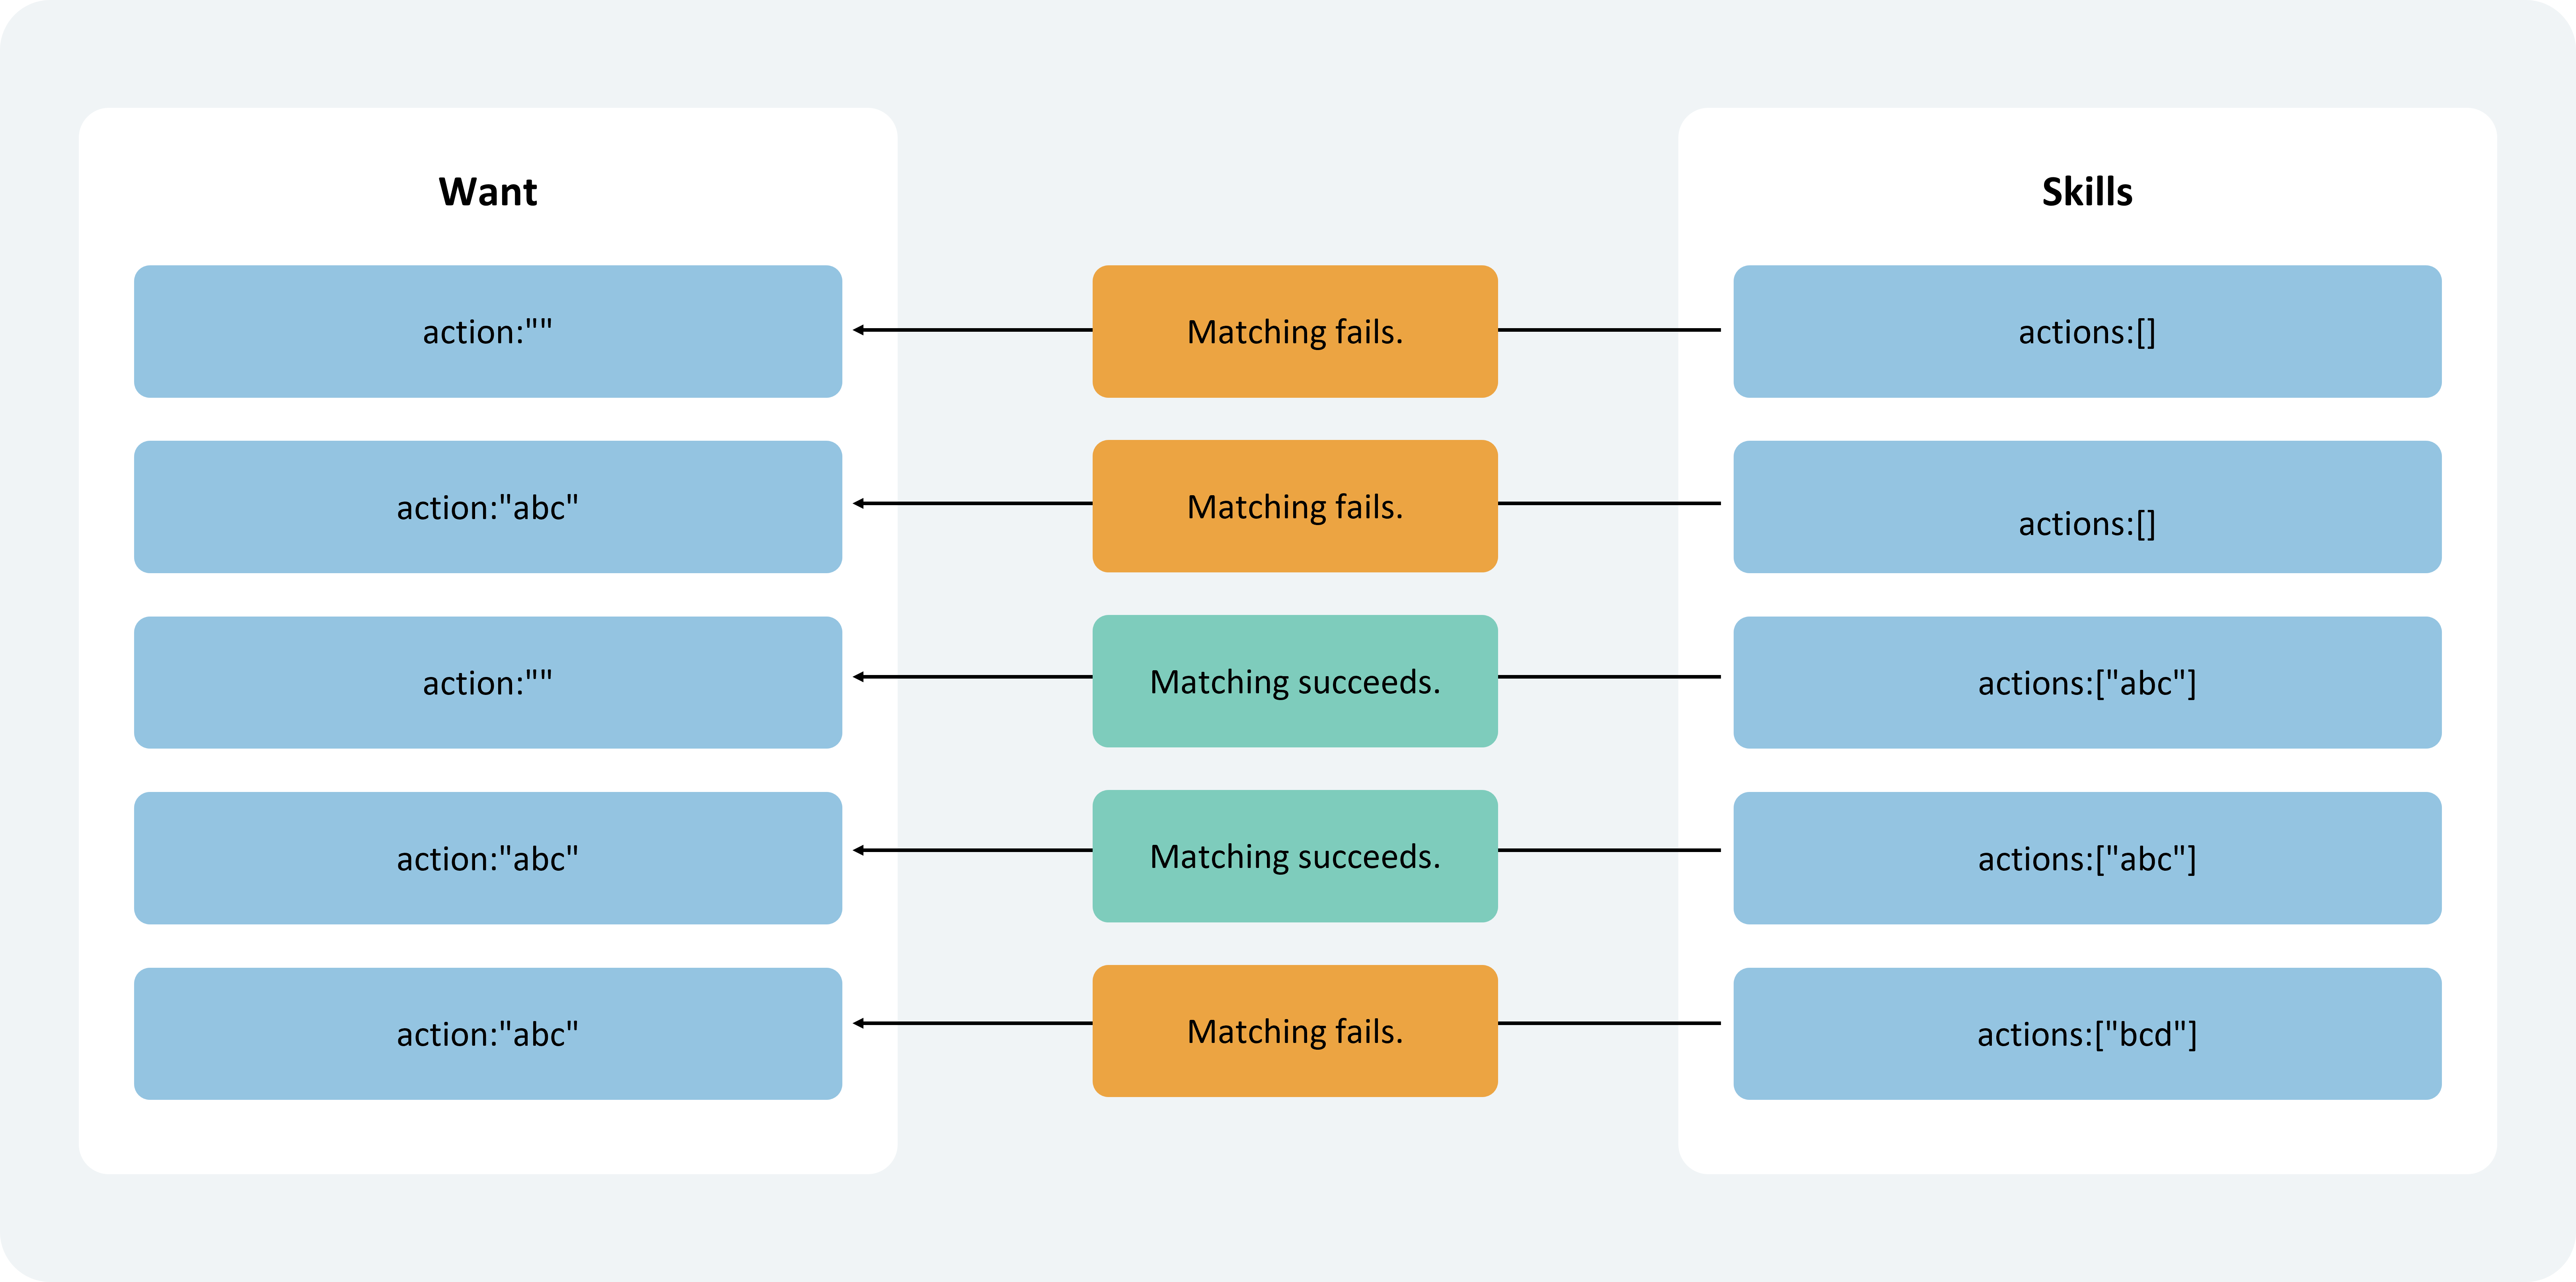 Want
Skills
action:""
Matching fails.
actions:[]
action:"abc"
Matching fails.
actions:[]
action:""
Matching succeeds.
actions:["abc"]
action:"abc"
Matching succeeds.
actions:["abc"]
action:"abc"
Matching fails.
actions:["bcd"]